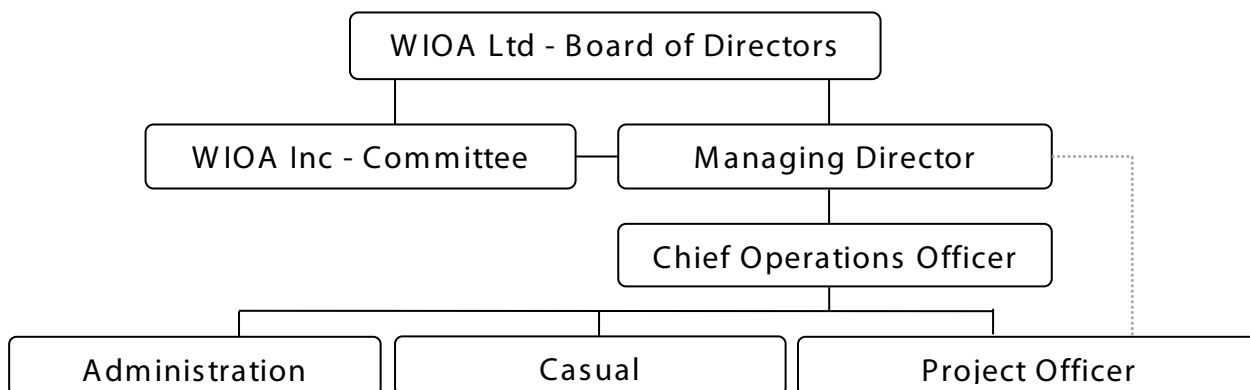 WIOA Ltd - Board of Directors
WIOA Inc - Committee
Managing Director
Chief Operations Officer
Administration
Casual
Project Officer